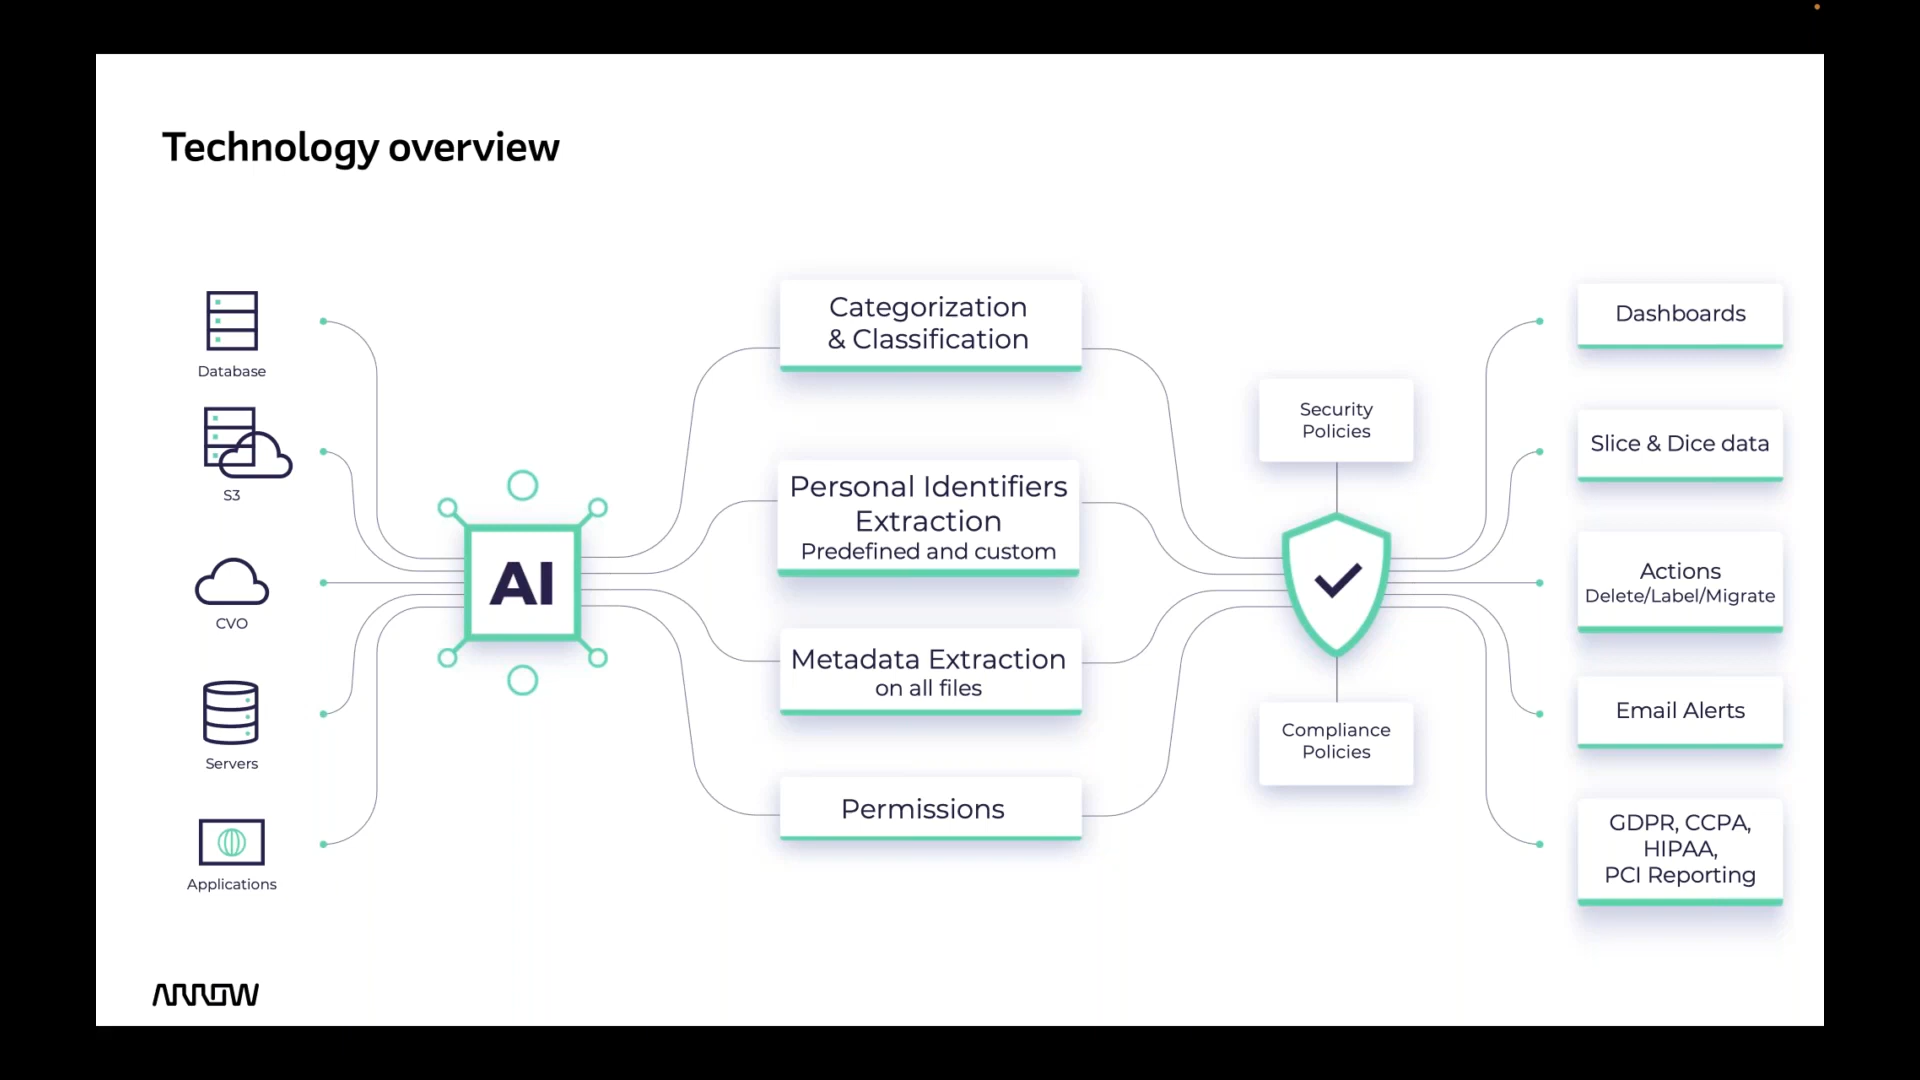 Technology overview
Database
S3
CVO
Servers
Applications
AI
Categorization
& Classification
Personal Identifiers
Extraction
Predefined and custom
Metadata Extraction
on all files
Permissions
Security
Policies
Compliance
Policies
Dashboards
Slice & Dice data
Actions
Delete/Label/Migrate
Email Alerts
GDPR, CCPA,
HIPAA,
PCI Reporting
ARROW